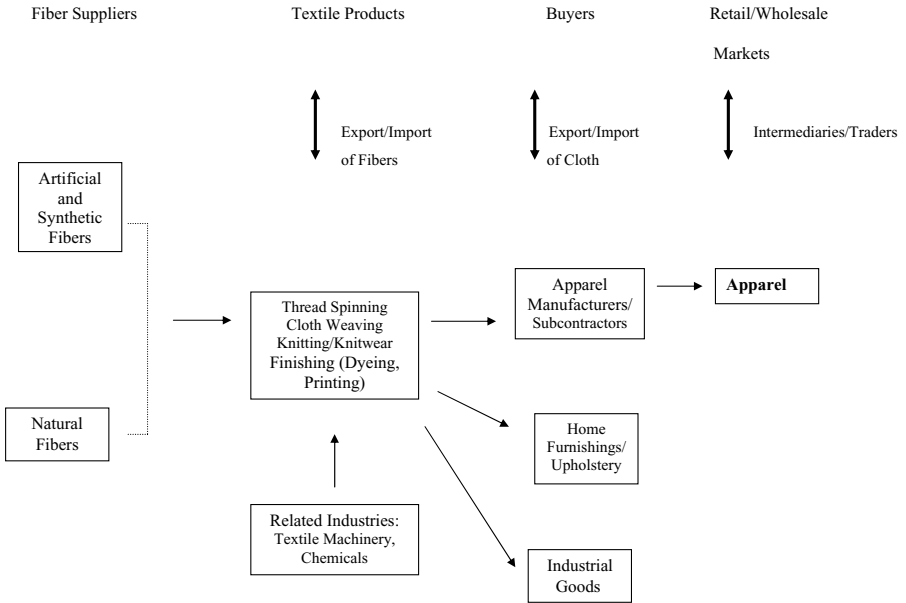 Fiber Suppliers
Textile Products
Buyers
Retail/Wholesale
Markets
Export/Import
of Fibers
Export/Import
of Cloth
Intermediaries/Traders
Artificial
and
Synthetic
Fibers
Natural
Fibers
Thread Spinning
Cloth Weaving
Knitting/Knitwear
Finishing (Dyeing,
Printing)
Related Industries:
Textile Machinery,
Chemicals
Apparel
Manufacturers/
Subcontractors
Home
Furnishings/
Upholstery
Industrial
Goods
Apparel